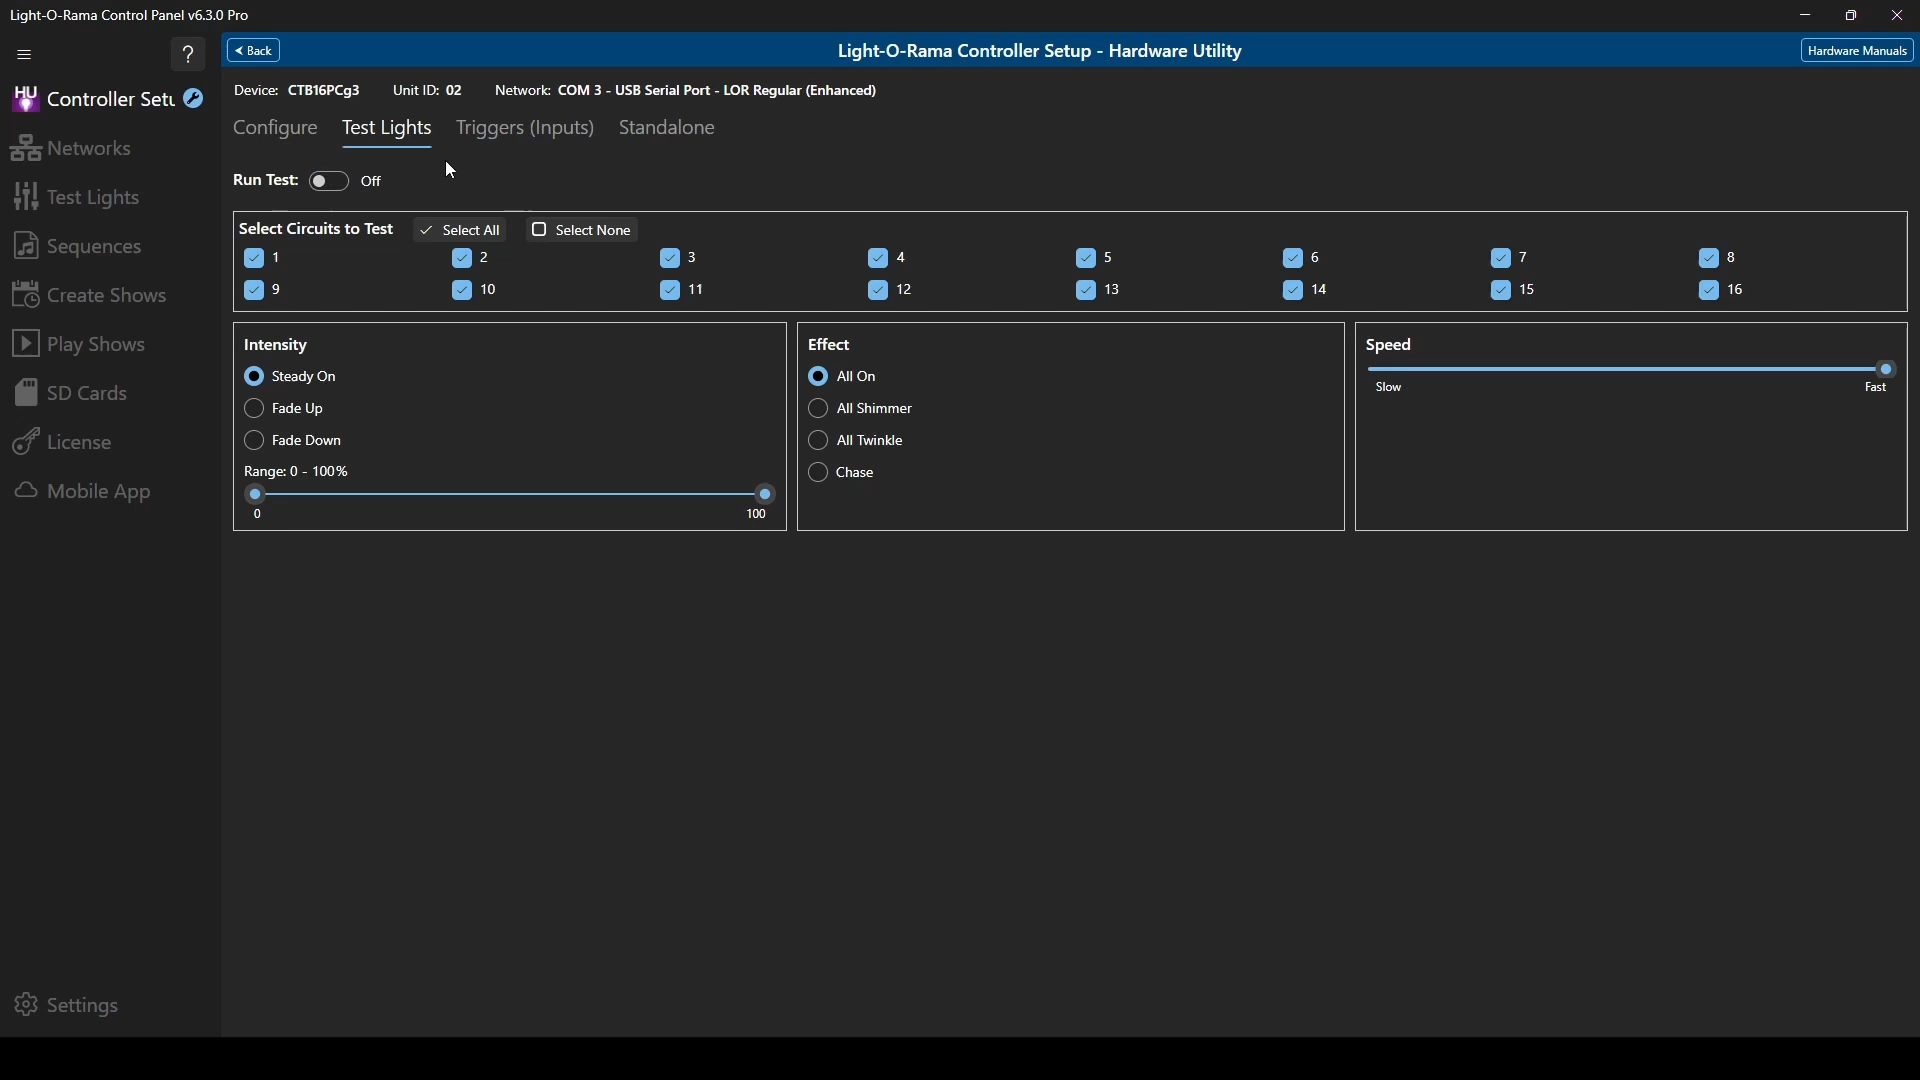 Light-O-Rama Control Panel v6.3.0 Pro
?
◀ Back
Light-O-Rama Controller Setup - Hardware Utility
Hardware Manuals
HU
Controller Setu
Networks
Test Lights
Sequences
Create Shows
Play Shows
SD Cards
License
Mobile App
Settings
Device: CTB16PCg3 Unit ID: 02 Network: COM 3 - USB Serial Port - LOR Regular (Enhanced)
Configure Test Lights Triggers (Inputs) Standalone
Run Test: Off
Select Circuits to Test Select All Select None
1 2 3 4 5 6 7 8
9 10 11 12 13 14 15 16
Intensity
Steady On
Fade Up
Fade Down
Range: 0 - 100%
0 100
Effect
All On
All Shimmer
All Twinkle
Chase
Speed
Slow Fast